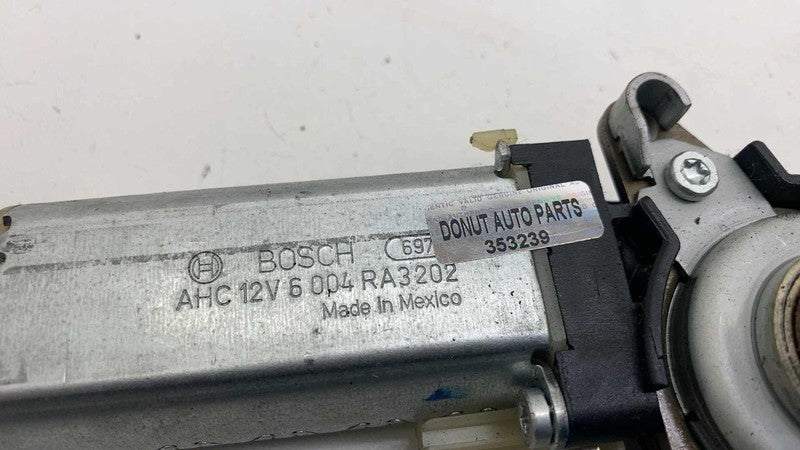 BOSCH 697
AHC 12V 6 004 RA3202
Made In Mexico
DONUT AUTO PARTS
353239